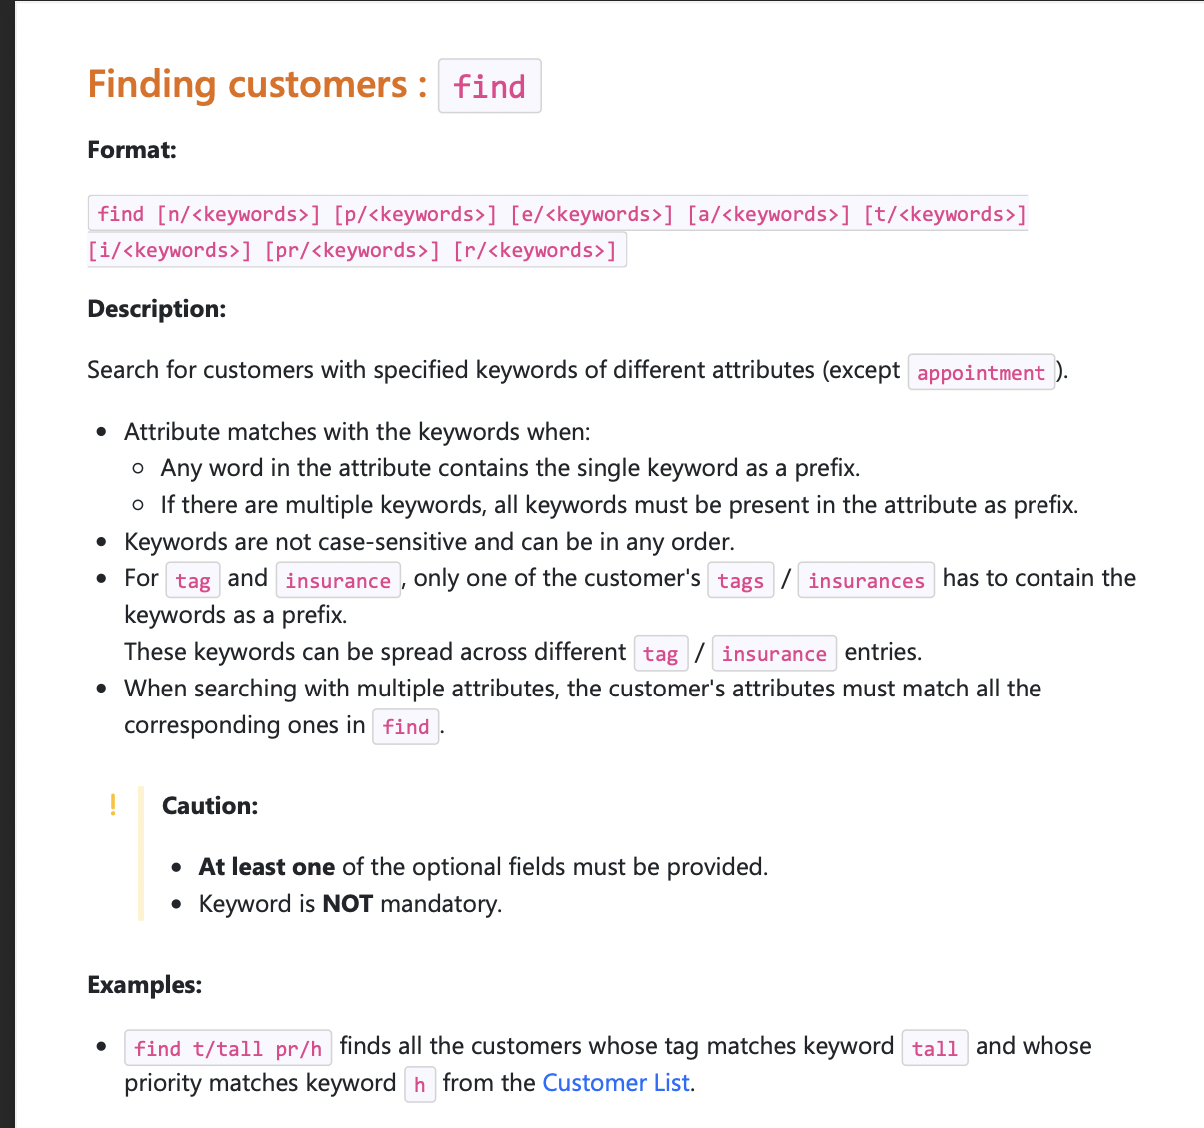 Finding customers : find
Format:
find [n/<keywords>] [p/<keywords>] [e/<keywords>] [a/<keywords>] [t/<keywords>]
[i/<keywords>] [pr/<keywords>] [r/<keywords>]
Description:
Search for customers with specified keywords of different attributes (except appointment).
• Attribute matches with the keywords when:
○ Any word in the attribute contains the single keyword as a prefix.
○ If there are multiple keywords, all keywords must be present in the attribute as prefix.
• Keywords are not case-sensitive and can be in any order.
• For tag and insurance, only one of the customer's tags / insurances has to contain the
keywords as a prefix.
These keywords can be spread across different tag / insurance entries.
• When searching with multiple attributes, the customer's attributes must match all the
corresponding ones in find.
! Caution:
• At least one of the optional fields must be provided.
• Keyword is NOT mandatory.
Examples:
• find t/tall pr/h finds all the customers whose tag matches keyword tall and whose
priority matches keyword h from the Customer List.